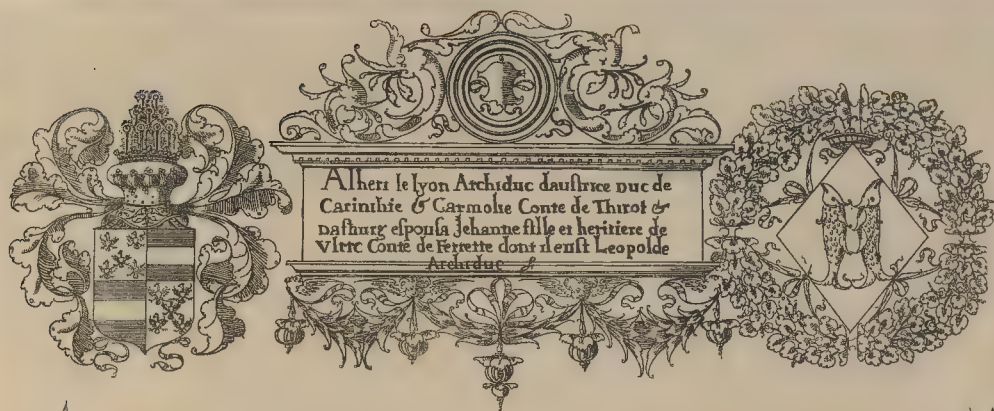 1
Albert le lyon Archiduc daustrice duc de
Carinthie & Carmolie Conte de Thirol &
dasburg espousa Jehanne fille et heritiere de
Vlric Conte de Ferrette dont il eust Leopolde
Archiduc &